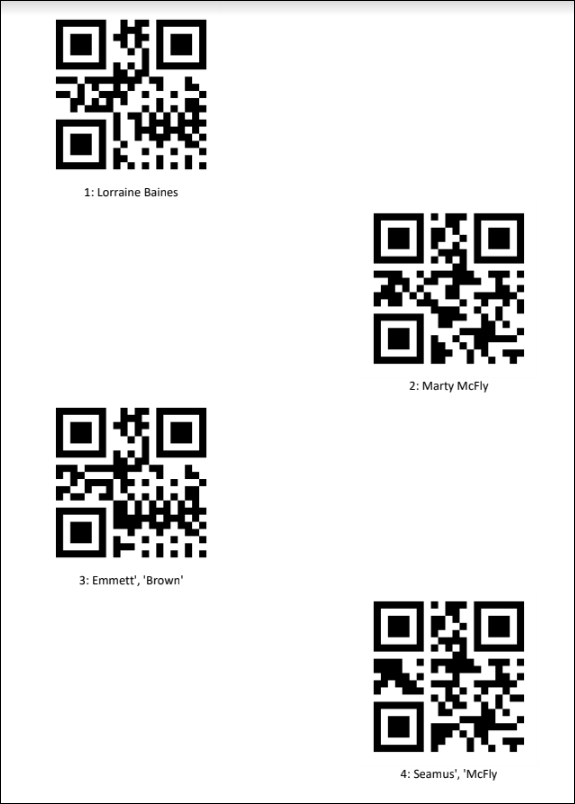 1: Lorraine Baines
2: Marty McFly
3: Emmett', 'Brown'
4: Seamus', 'McFly